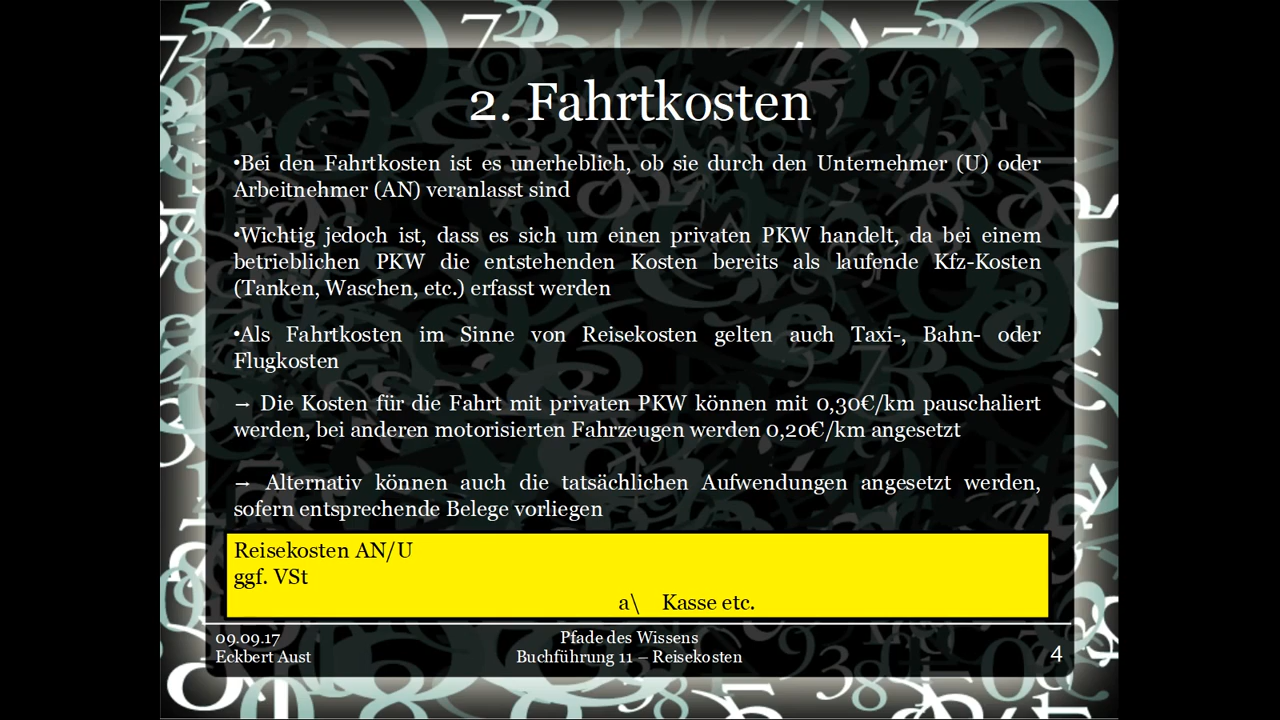 2. Fahrtkosten
•Bei den Fahrtkosten ist es unerheblich, ob sie durch den Unternehmer (U) oder
Arbeitnehmer (AN) veranlasst sind
•Wichtig jedoch ist, dass es sich um einen privaten PKW handelt, da bei einem
betrieblichen PKW die entstehenden Kosten bereits als laufende Kfz-Kosten
(Tanken, Waschen, etc.) erfasst werden
•Als Fahrtkosten im Sinne von Reisekosten gelten auch Taxi-, Bahn- oder
Flugkosten
→ Die Kosten für die Fahrt mit privaten PKW können mit 0,30€/km pauschaliert
werden, bei anderen motorisierten Fahrzeugen werden 0,20€/km angesetzt
→ Alternativ können auch die tatsächlichen Aufwendungen angesetzt werden,
sofern entsprechende Belege vorliegen
Reisekosten AN/U
ggf. VSt
a\ Kasse etc.
09.09.17
Eckbert Aust
Pfade des Wissens
Buchführung 11 – Reisekosten
4